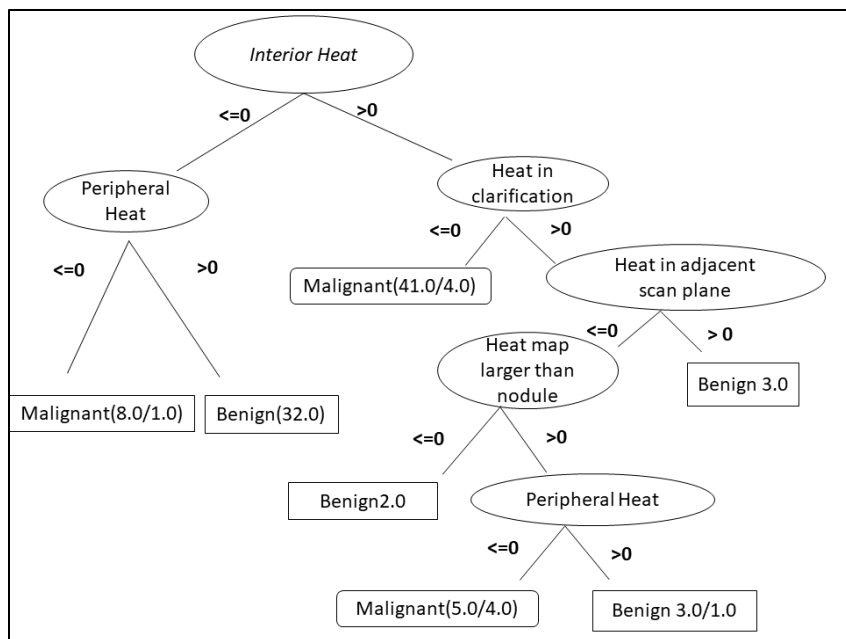 Interior Heat
<=0
>0
Peripheral
Heat
Heat in
clarification
<=0
>0
<=0
>0
Malignant(41.0/4.0)
Heat in adjacent
scan plane
<=0
> 0
Heat map
larger than
nodule
Benign 3.0
Malignant(8.0/1.0)
Benign(32.0)
<=0
>0
Benign2.0
Peripheral Heat
<=0
>0
Malignant(5.0/4.0)
Benign 3.0/1.0